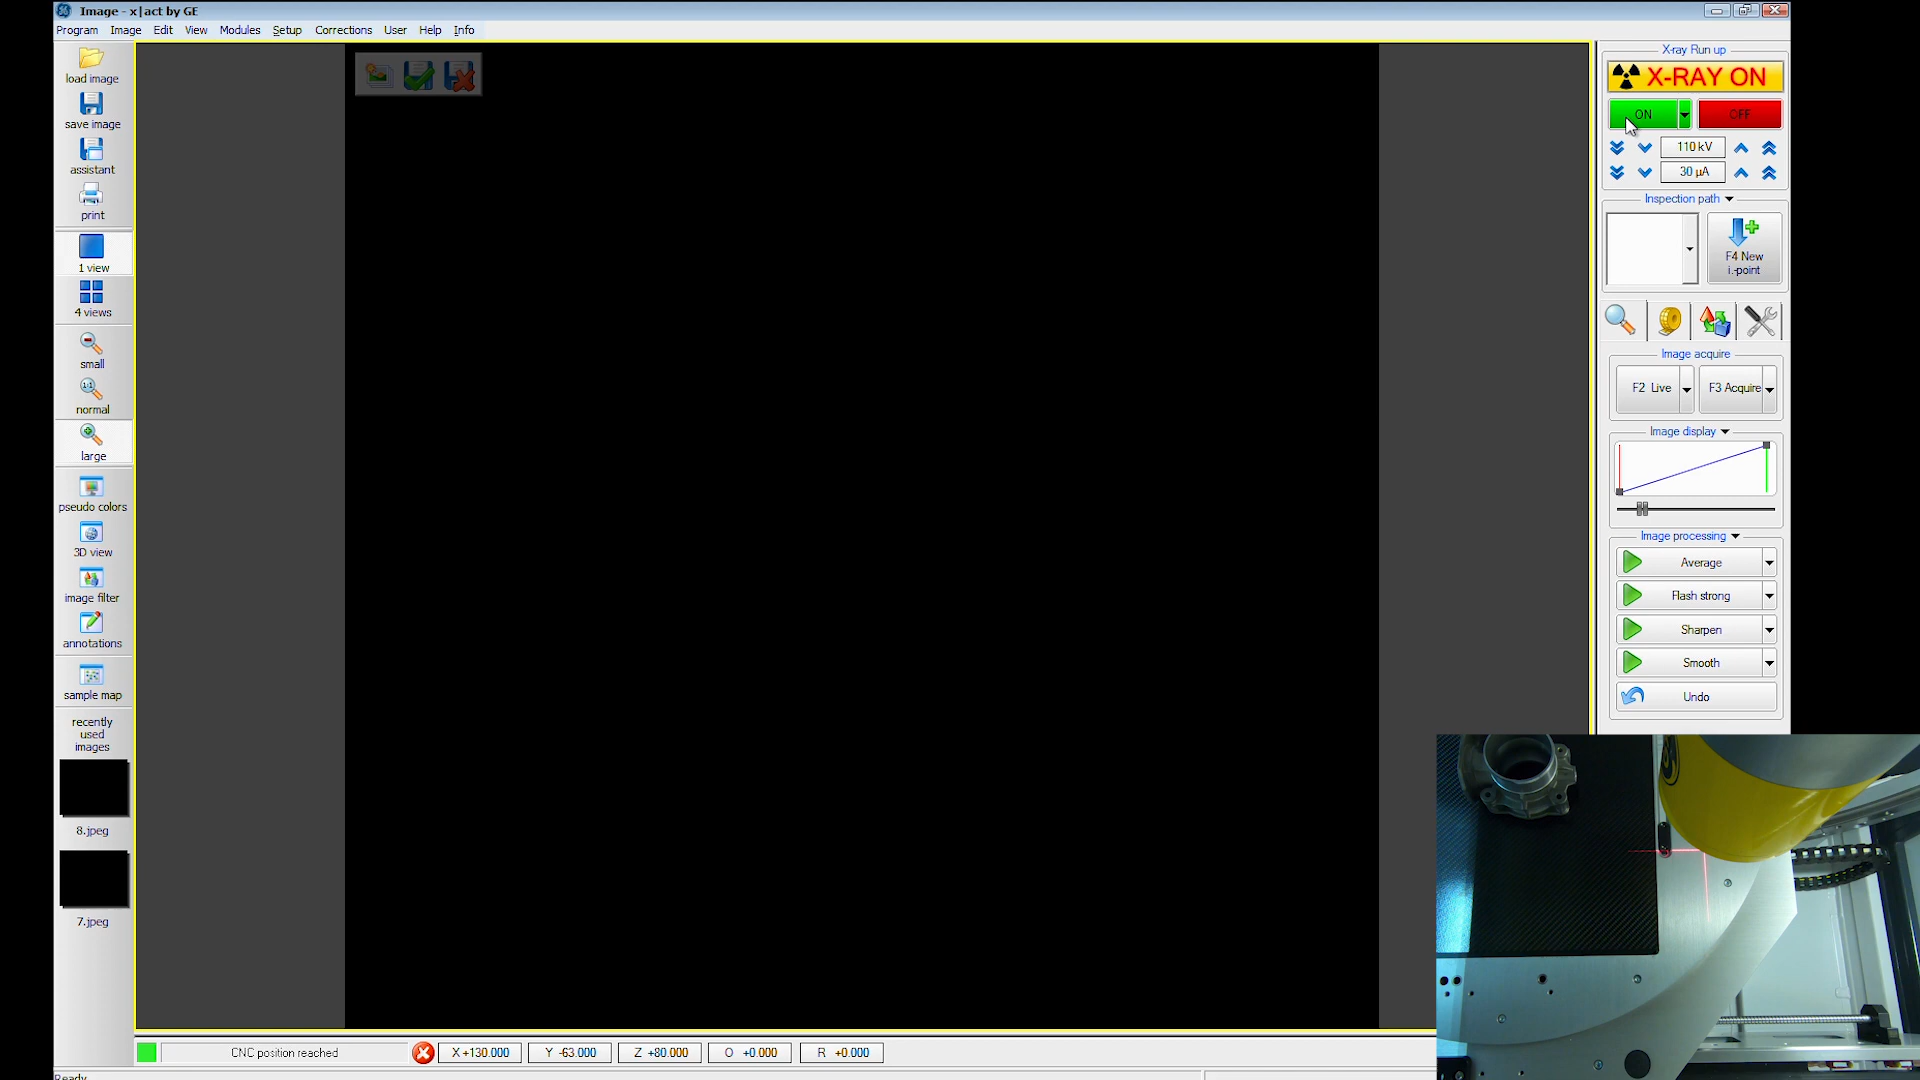 Image - x|act by GE
Program Image Edit View Modules Setup Corrections User Help Info
load image
save image
assistant
print
1 view
4 views
small
1:1
normal
large
pseudo colors
3D view
image filter
annotations
sample map
recently
used
images
8.jpeg
7.jpeg
X-ray Run up
X-RAY ON
ON OFF
110 kV
30 µA
Inspection path
F4 New
i.-point
Image acquire
F2 Live F3 Acquire
Image display
Image processing
Average
Flash strong
Sharpen
Smooth
Undo
CNC position reached X +130.000 Y -63.000 Z +80.000 O +0.000 R +0.000
Ready